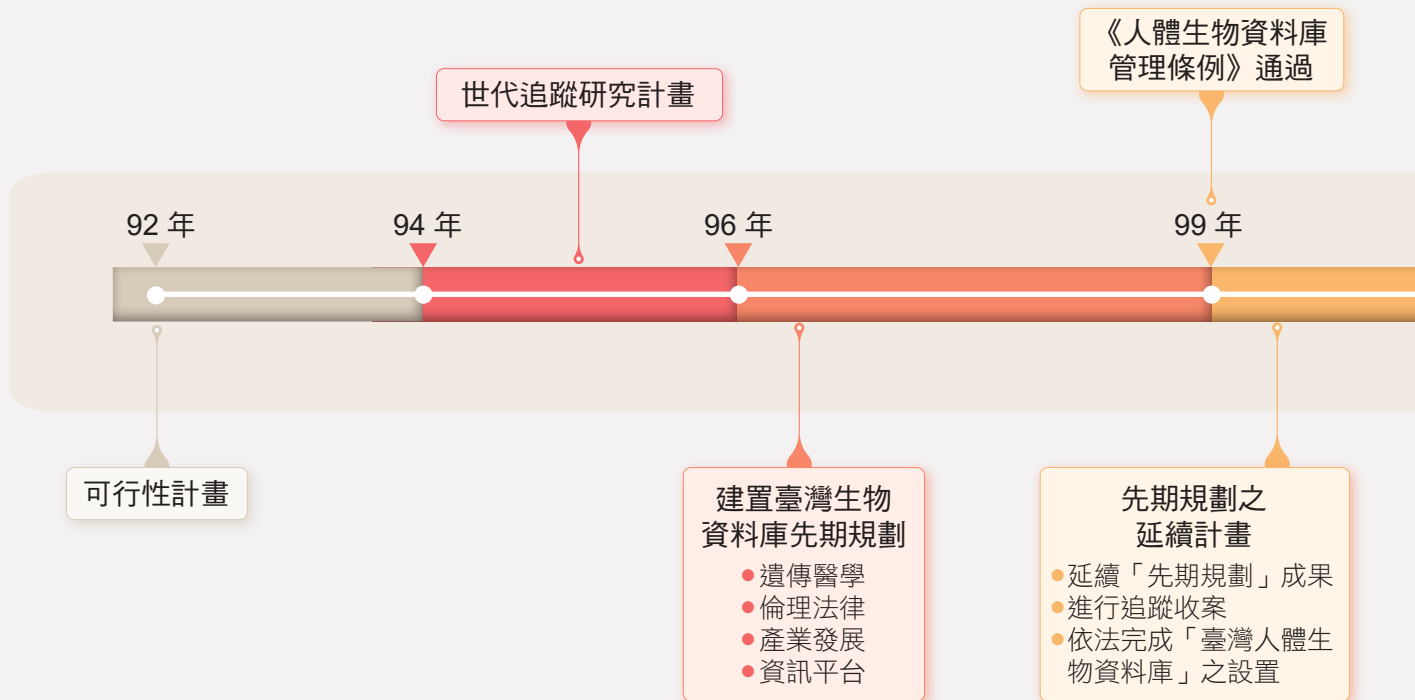 《人體生物資料庫
管理條例》通過
世代追蹤研究計畫
92 年
94 年
96 年
99 年
可行性計畫
建置臺灣生物
資料庫先期規劃
●遺傳醫學
●倫理法律
●產業發展
●資訊平台
先期規劃之
延續計畫
●延續「先期規劃」成果
●進行追蹤收案
●依法完成「臺灣人體生
物資料庫」之設置